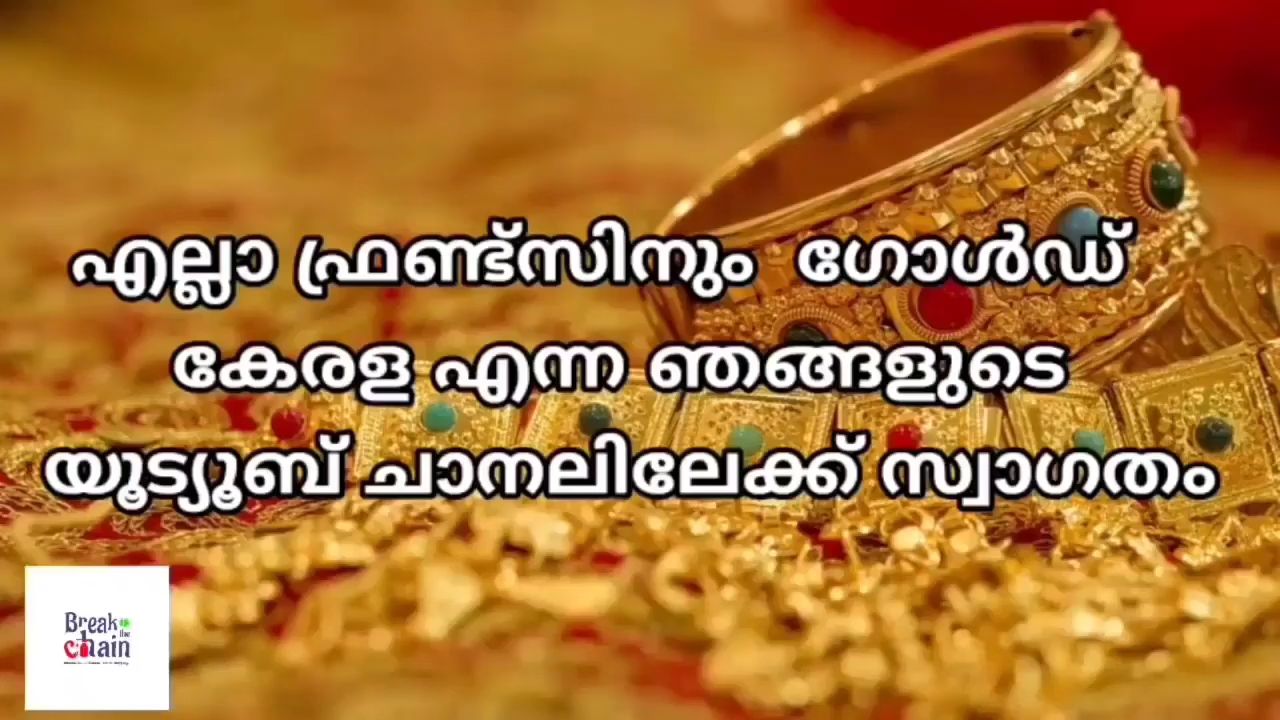 എല്ലാ ഫ്രണ്ട്സിനും ഗോൾഡ്
കേരള എന്ന ഞങ്ങളുടെ
യൂട്യൂബ് ചാനലിലേക്ക് സ്വാഗതം
Break
the
chain